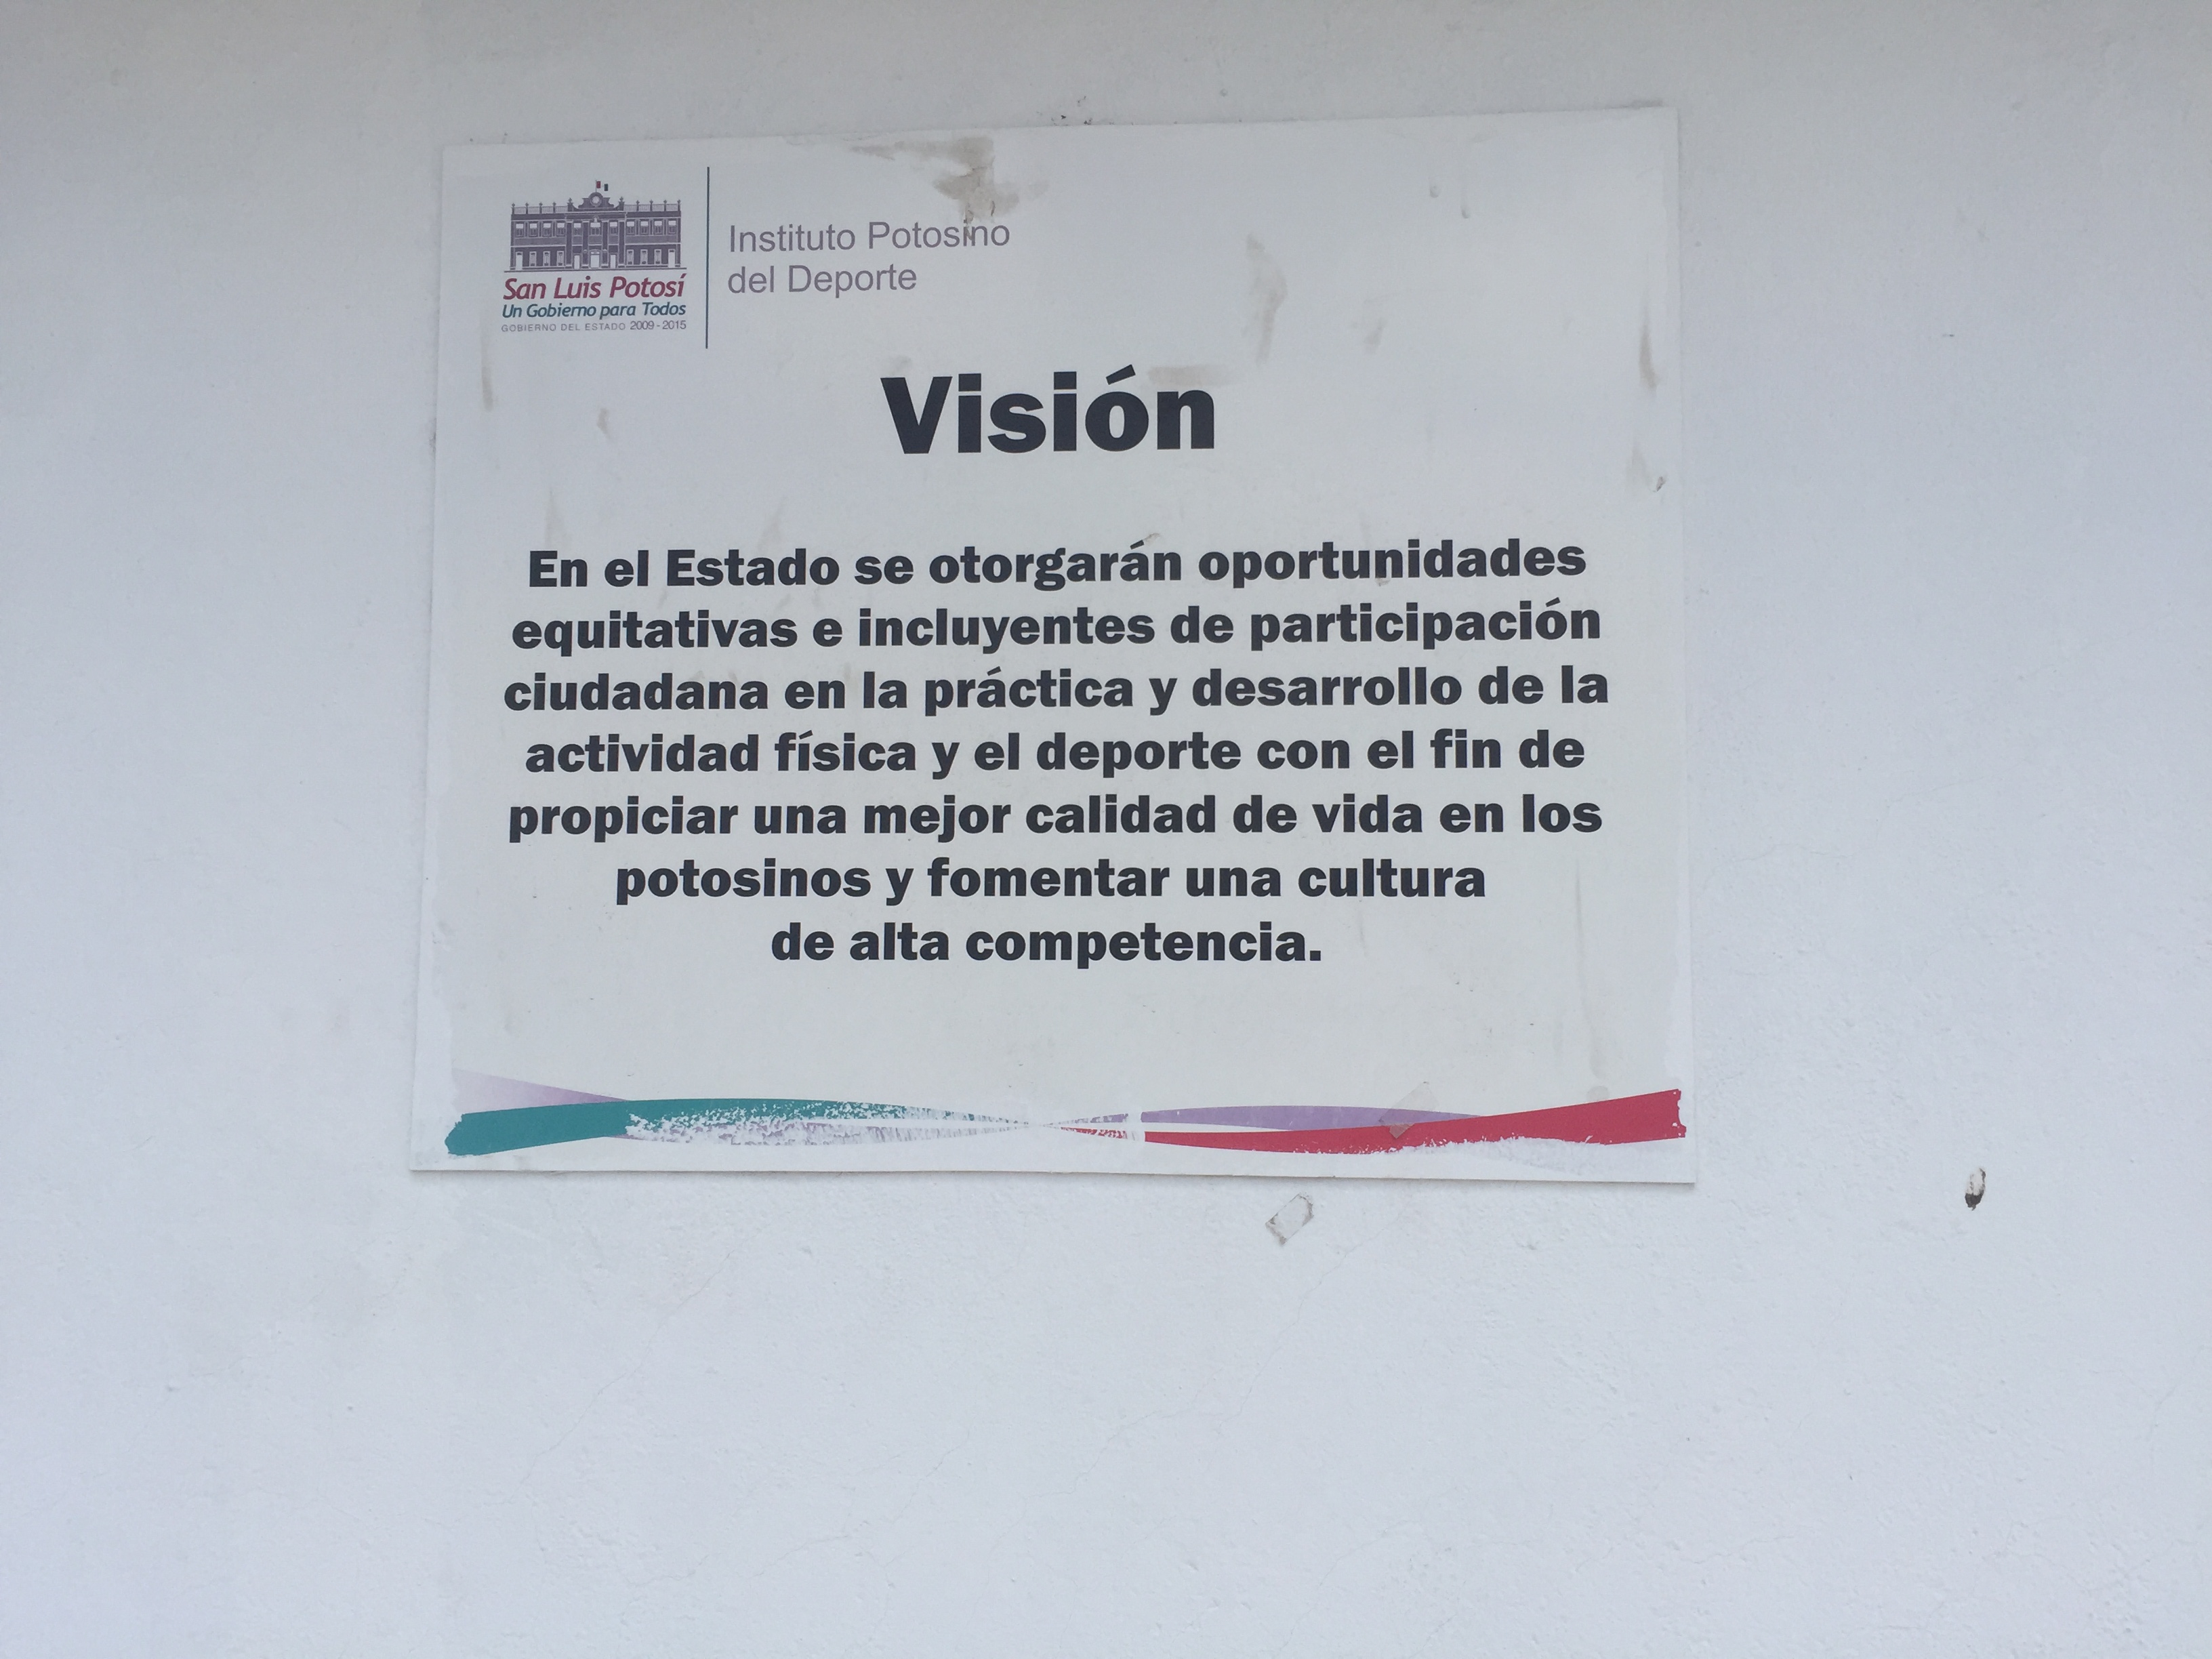 San Luis Potosí
Un Gobierno para Todos
GOBIERNO DEL ESTADO 2009-2015
Instituto Potosino
del Deporte
Visión
En el Estado se otorgarán oportunidades
equitativas e incluyentes de participación
ciudadana en la práctica y desarrollo de la
actividad física y el deporte con el fin de
propiciar una mejor calidad de vida en los
potosinos y fomentar una cultura
de alta competencia.